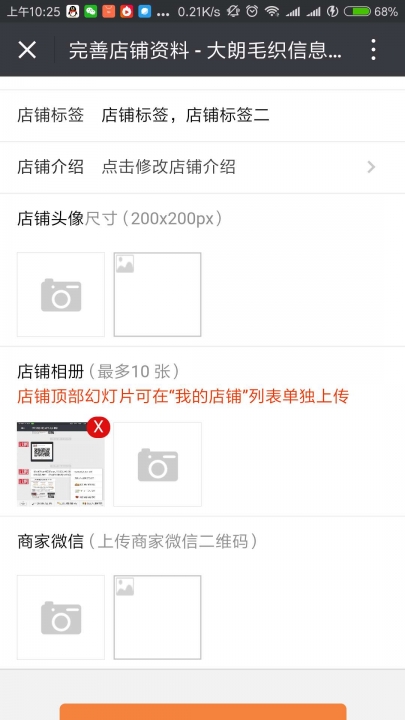 上午10:25 ... 0.21K/s 68%
完善店铺资料 - 大朗毛织信息...
店铺标签 店铺标签，店铺标签二
店铺介绍 点击修改店铺介绍
店铺头像尺寸（200x200px）
店铺相册（最多10 张）
店铺顶部幻灯片可在“我的店铺”列表单独上传
X
商家微信（上传商家微信二维码）